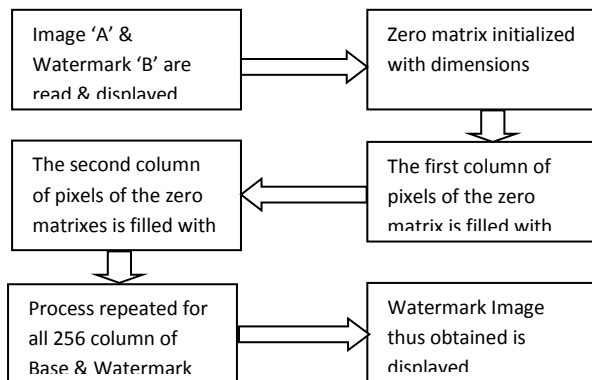 Image ‘A’ &
Watermark ‘B’ are
read & displayed
Zero matrix initialized
with dimensions
The first column of
pixels of the zero
matrix is filled with
The second column
of pixels of the zero
matrixes is filled with
Process repeated for
all 256 column of
Base & Watermark
Watermark Image
thus obtained is
displayed